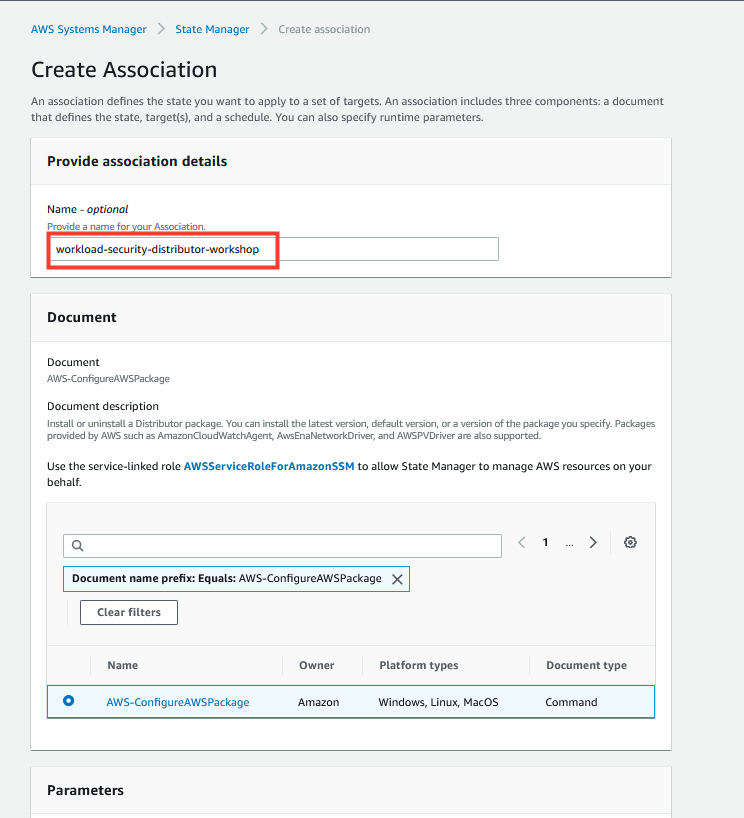 AWS Systems Manager > State Manager > Create association
Create Association
An association defines the state you want to apply to a set of targets. An association includes three components: a document
that defines the state, target(s), and a schedule. You can also specify runtime parameters.
Provide association details
Name - optional
Provide a name for your Association.
workload-security-distributor-workshop
Document
Document
AWS-ConfigureAWSPackage
Document description
Install or uninstall a Distributor package. You can install the latest version, default version, or a version of the package you specify. Packages
provided by AWS such as AmazonCloudWatchAgent, AwsEnaNetworkDriver, and AWSPVDriver are also supported.
Use the service-linked role AWSServiceRoleForAmazonSSM to allow State Manager to manage AWS resources on your
behalf.
1 ...
Document name prefix: Equals: AWS-ConfigureAWSPackage
Clear filters
Name Owner Platform types Document type
AWS-ConfigureAWSPackage Amazon Windows, Linux, MacOS Command
Parameters